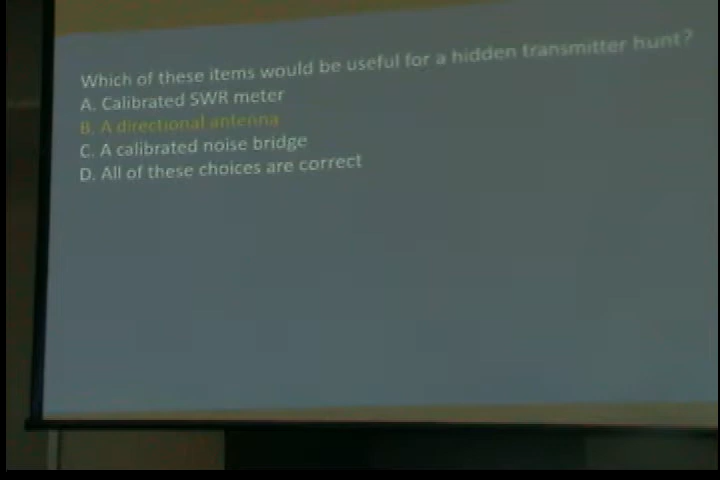 Which of these items would be useful for a hidden transmitter hunt?
A. Calibrated SWR meter
B. A directional antenna
C. A calibrated noise bridge
D. All of these choices are correct